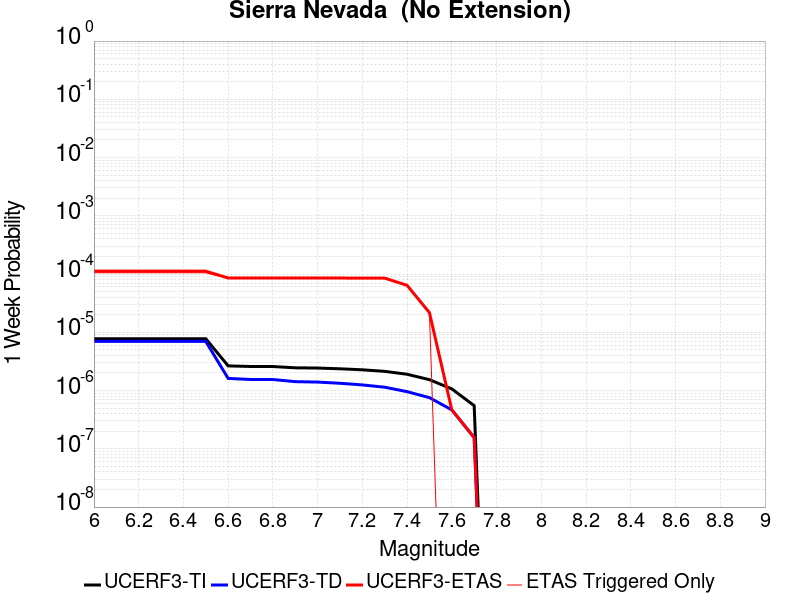 Sierra Nevada  (No Extension)
10^0
10^-1
10^-2
10^-3
10^-4
10^-5
10^-6
10^-7
10^-8
1 Week Probability
6 6.2 6.4 6.6 6.8 7 7.2 7.4 7.6 7.8 8 8.2 8.4 8.6 8.8 9
Magnitude
UCERF3-TI UCERF3-TD UCERF3-ETAS ETAS Triggered Only